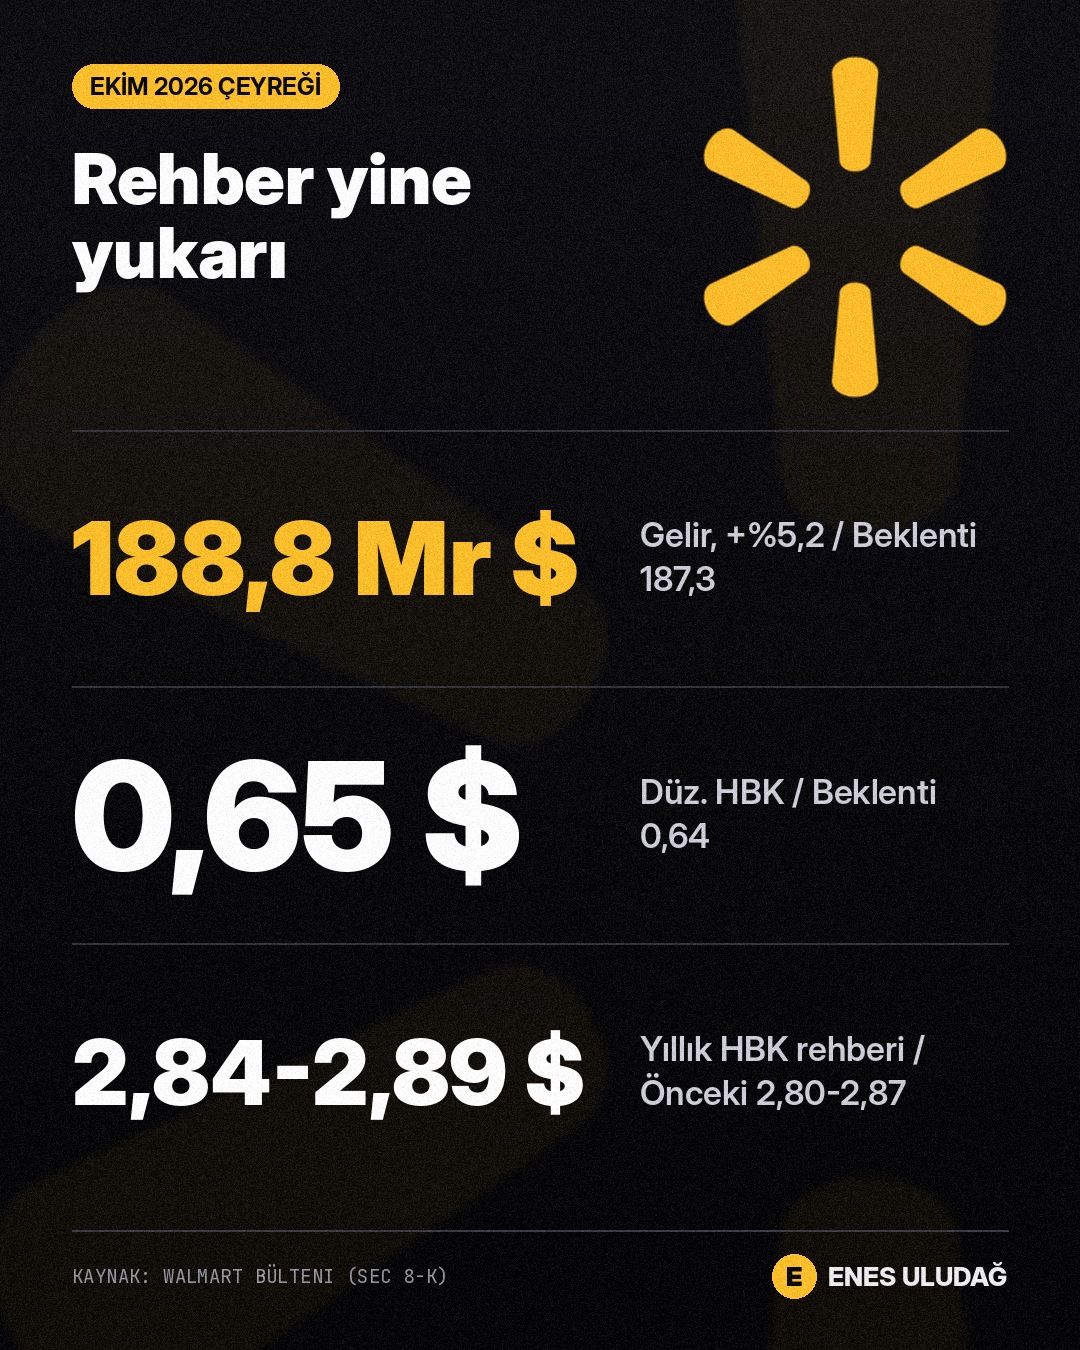 EKİM 2026 ÇEYREĞİ
Rehber yine
yukarı
188,8 Mr $
Gelir, +%5,2 / Beklenti
187,3
0,65 $
Düz. HBK / Beklenti
0,64
2,84-2,89 $
Yıllık HBK rehberi /
Önceki 2,80-2,87
KAYNAK: WALMART BÜLTENI (SEC 8-K)
E ENES ULUDAĞ